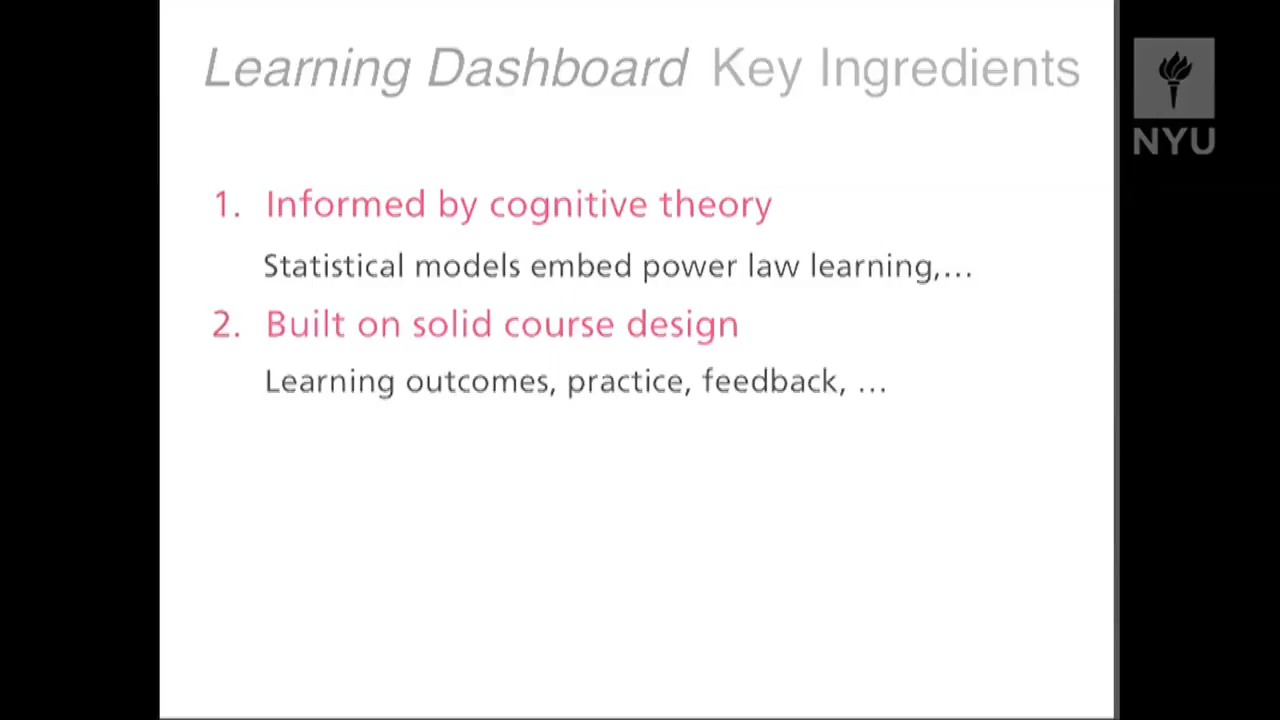 Learning Dashboard Key Ingredients
NYU
1. Informed by cognitive theory
Statistical models embed power law learning,...
2. Built on solid course design
Learning outcomes, practice, feedback, ...